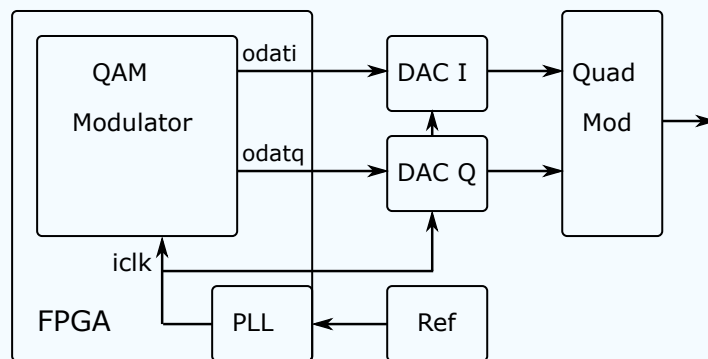 odati
QAM
Modulator
DAC I
Quad
Mod
odatq
DAC Q
iclk
FPGA
PLL
Ref